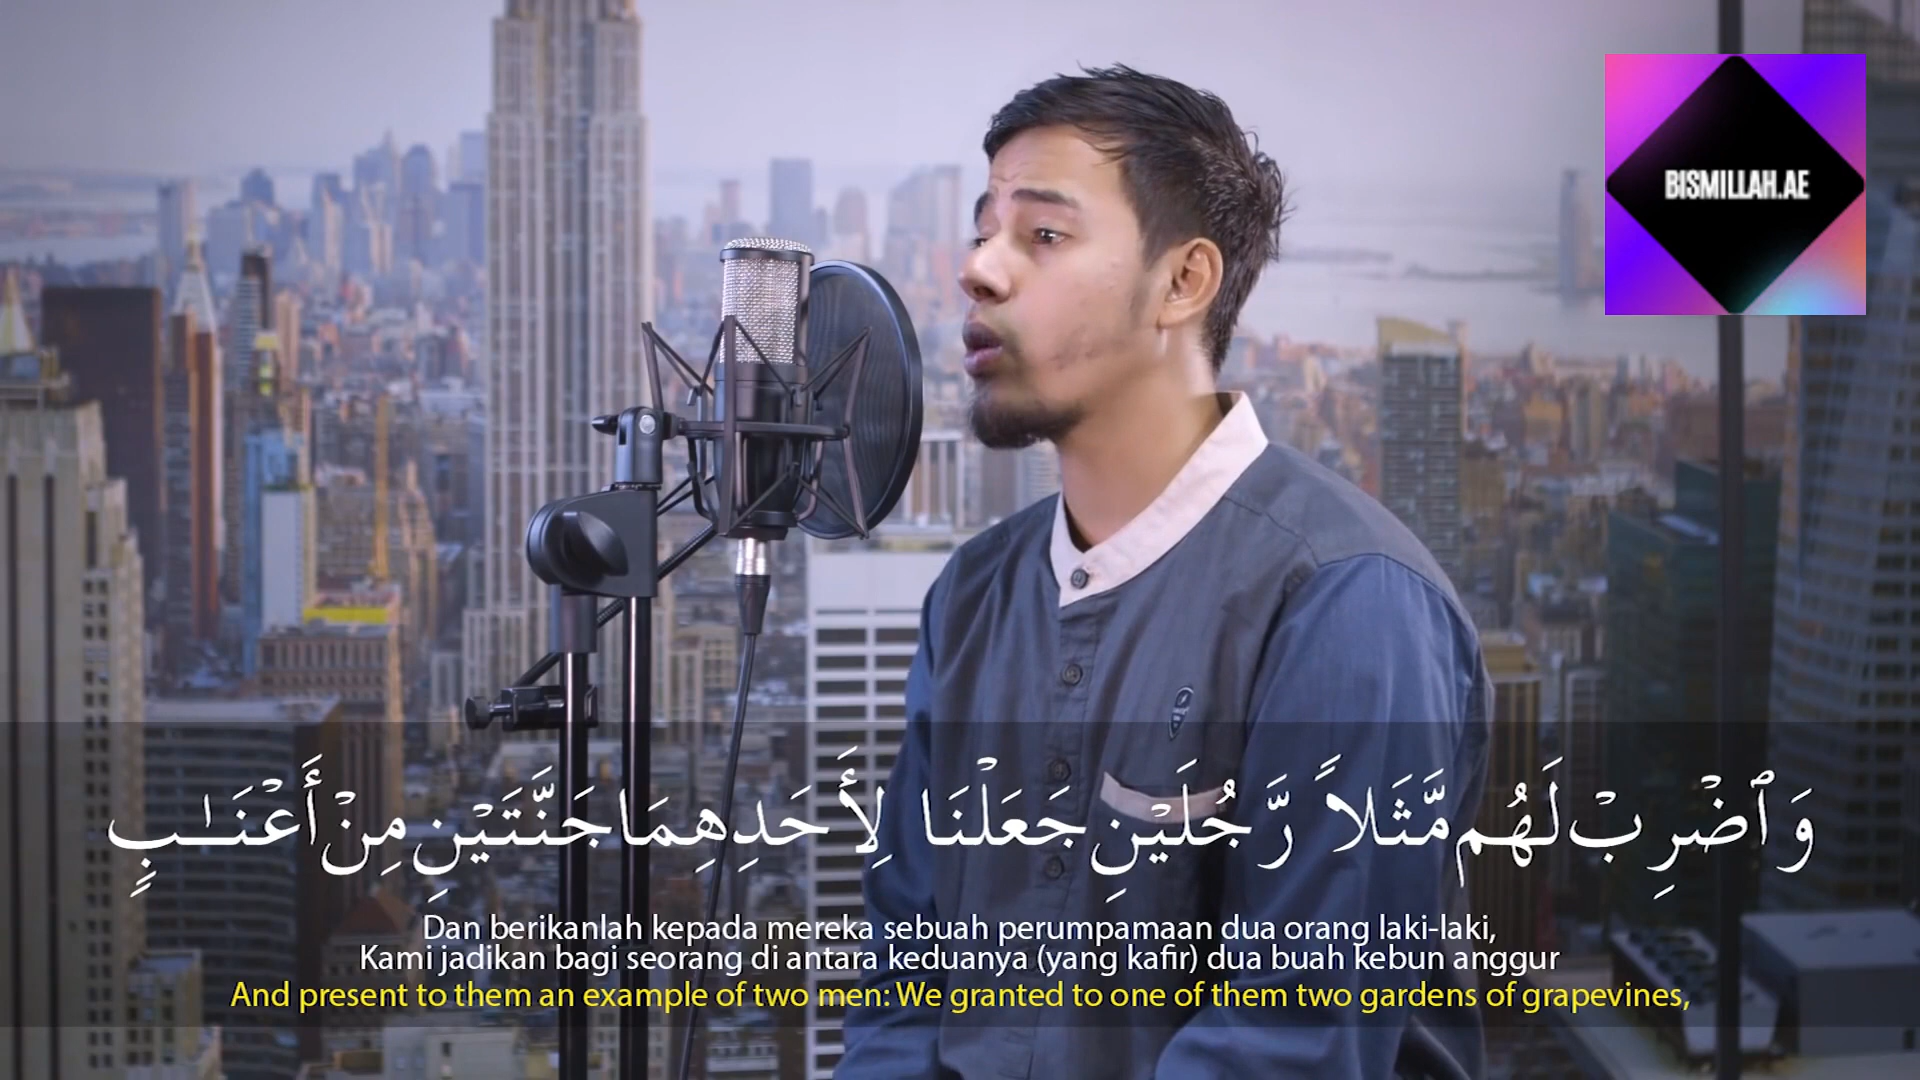 BISMILLAH.AE
وَٱضْرِبْ لَهُم مَّثَلاً رَّجُلَيْنِ جَعَلْنَا لِأَحَدِهِمَا جَنَّتَيْنِ مِنْ أَعْنَـٰبٍ
Dan berikanlah kepada mereka sebuah perumpamaan dua orang laki-laki,
Kami jadikan bagi seorang di antara keduanya (yang kafir) dua buah kebun anggur
And present to them an example of two men: We granted to one of them two gardens of grapevines,